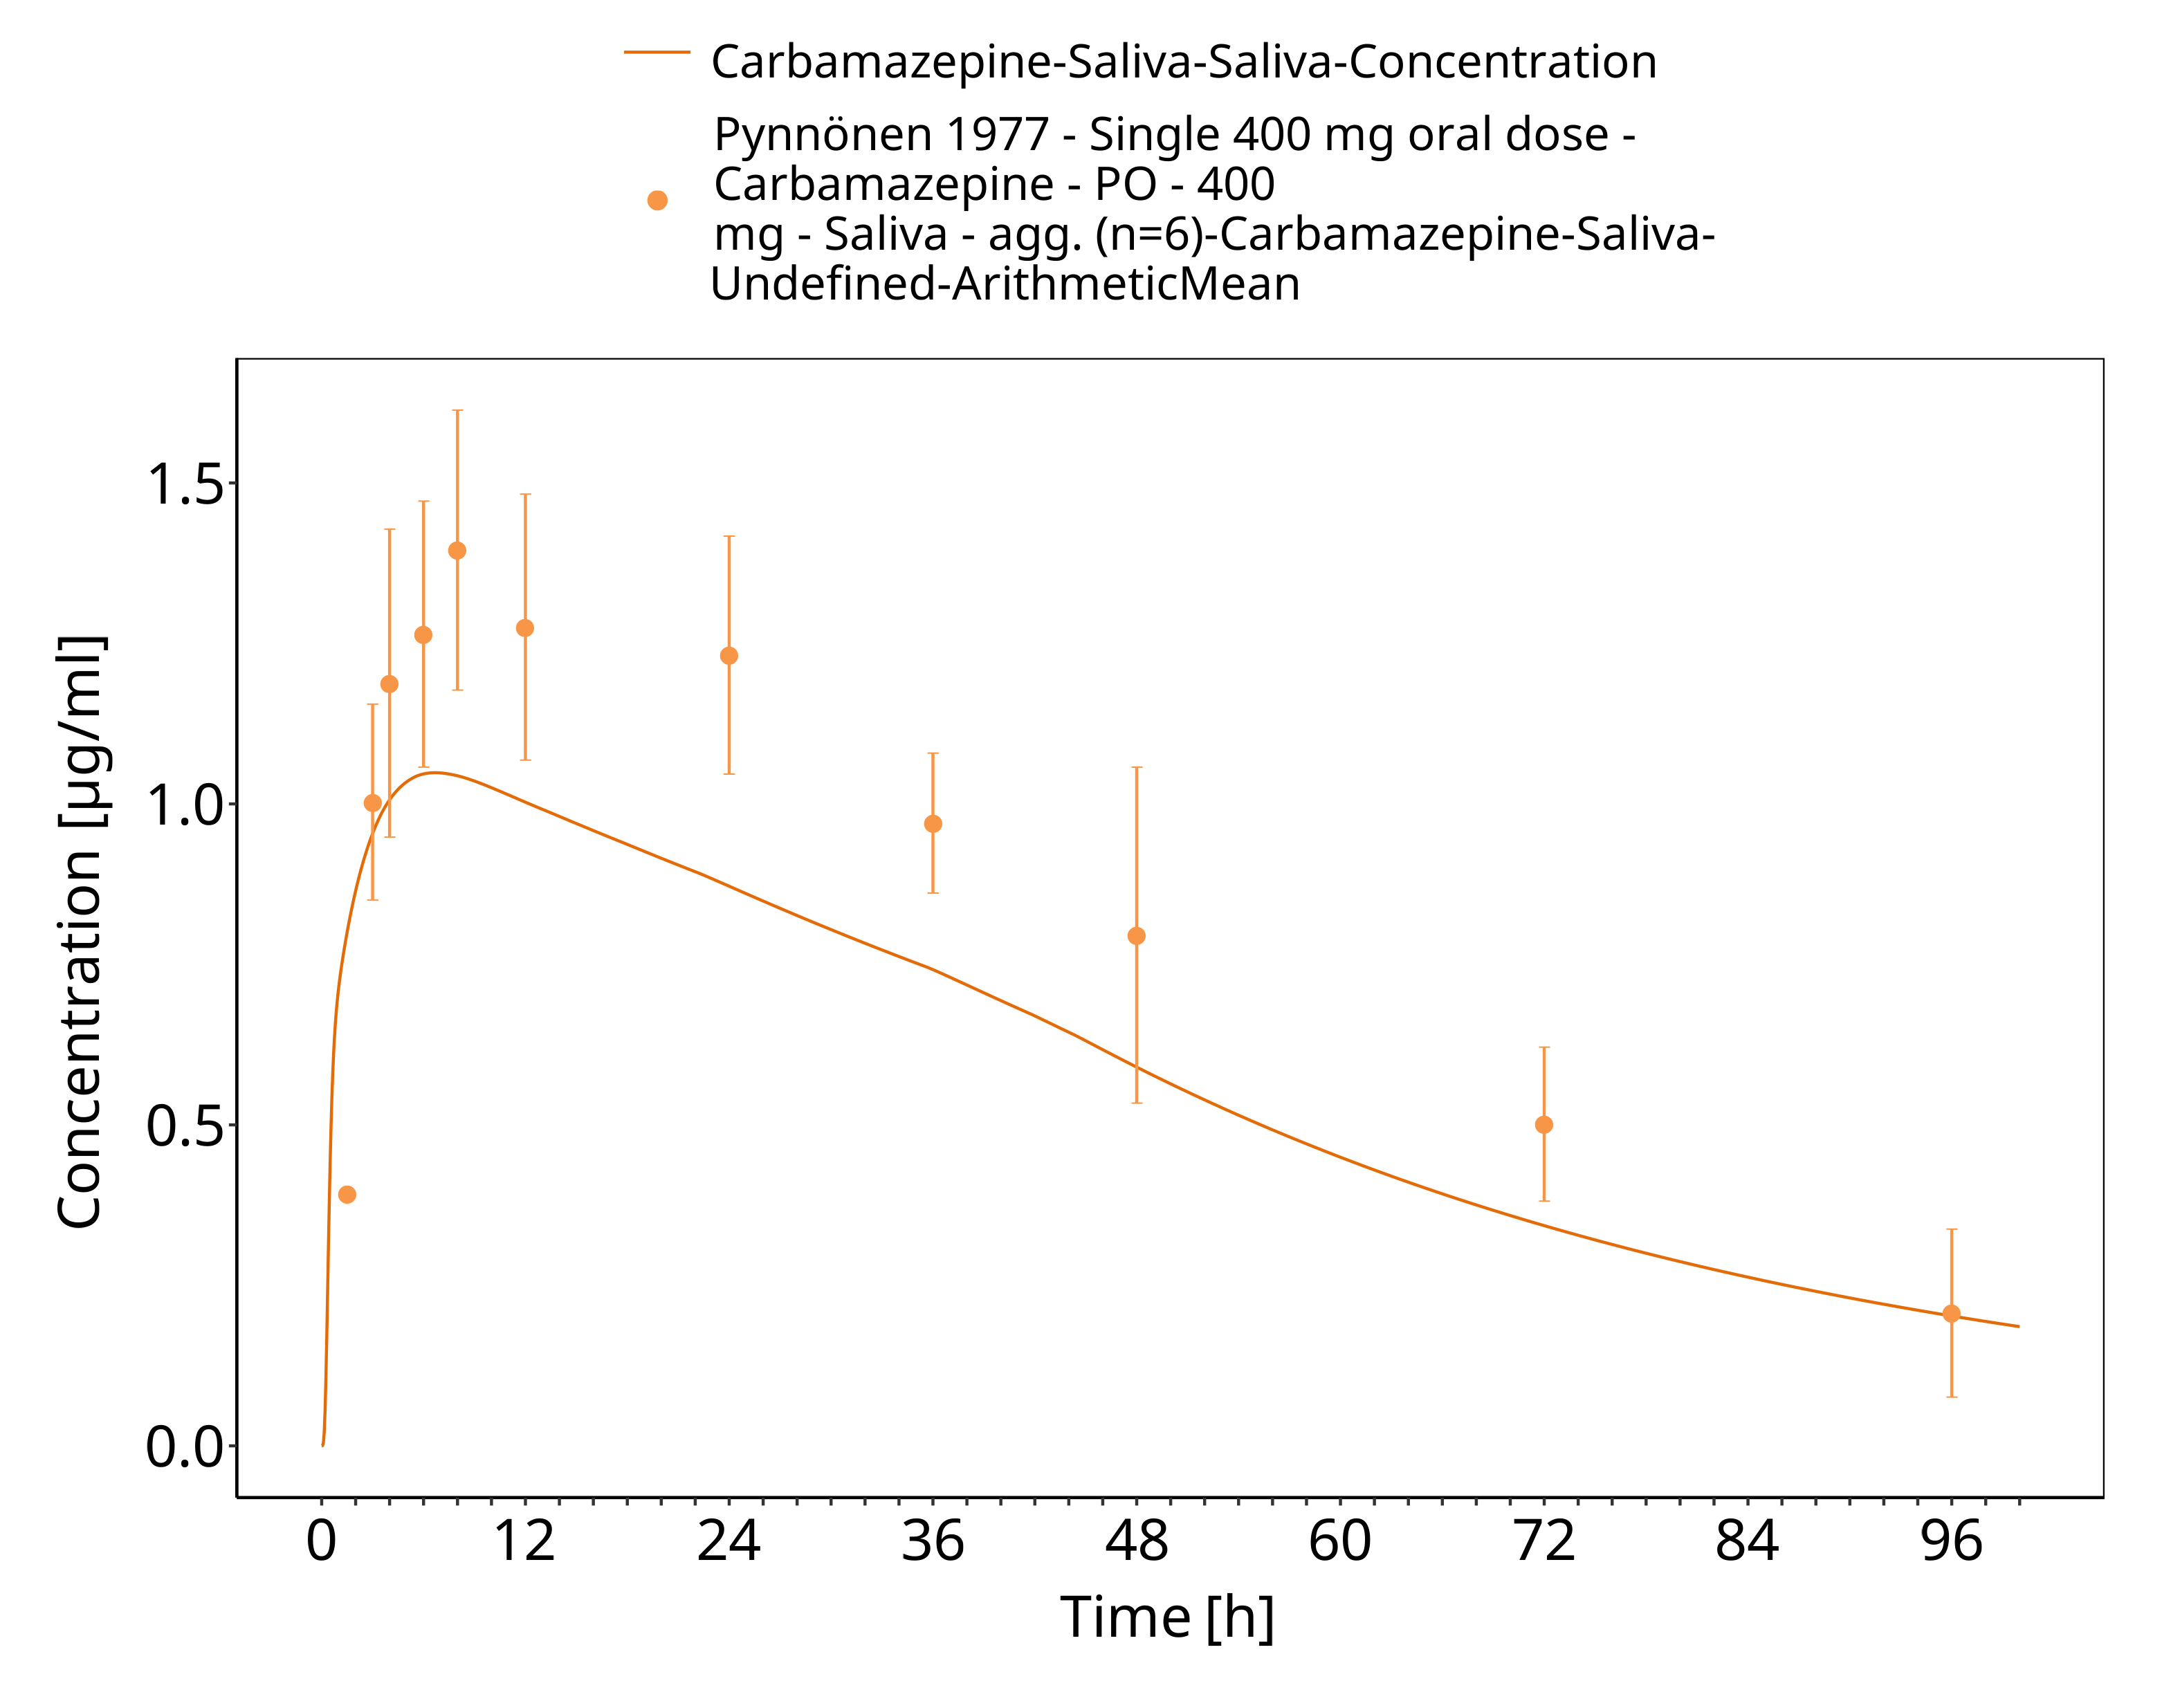 Carbamazepine-Saliva-Saliva-Concentration
Pynnönen 1977 - Single 400 mg oral dose -
Carbamazepine - PO - 400
mg - Saliva - agg. (n=6)-Carbamazepine-Saliva-
Undefined-ArithmeticMean
Concentration [µg/ml]
1.5
1.0
0.5
0.0
0 12 24 36 48 60 72 84 96
Time [h]